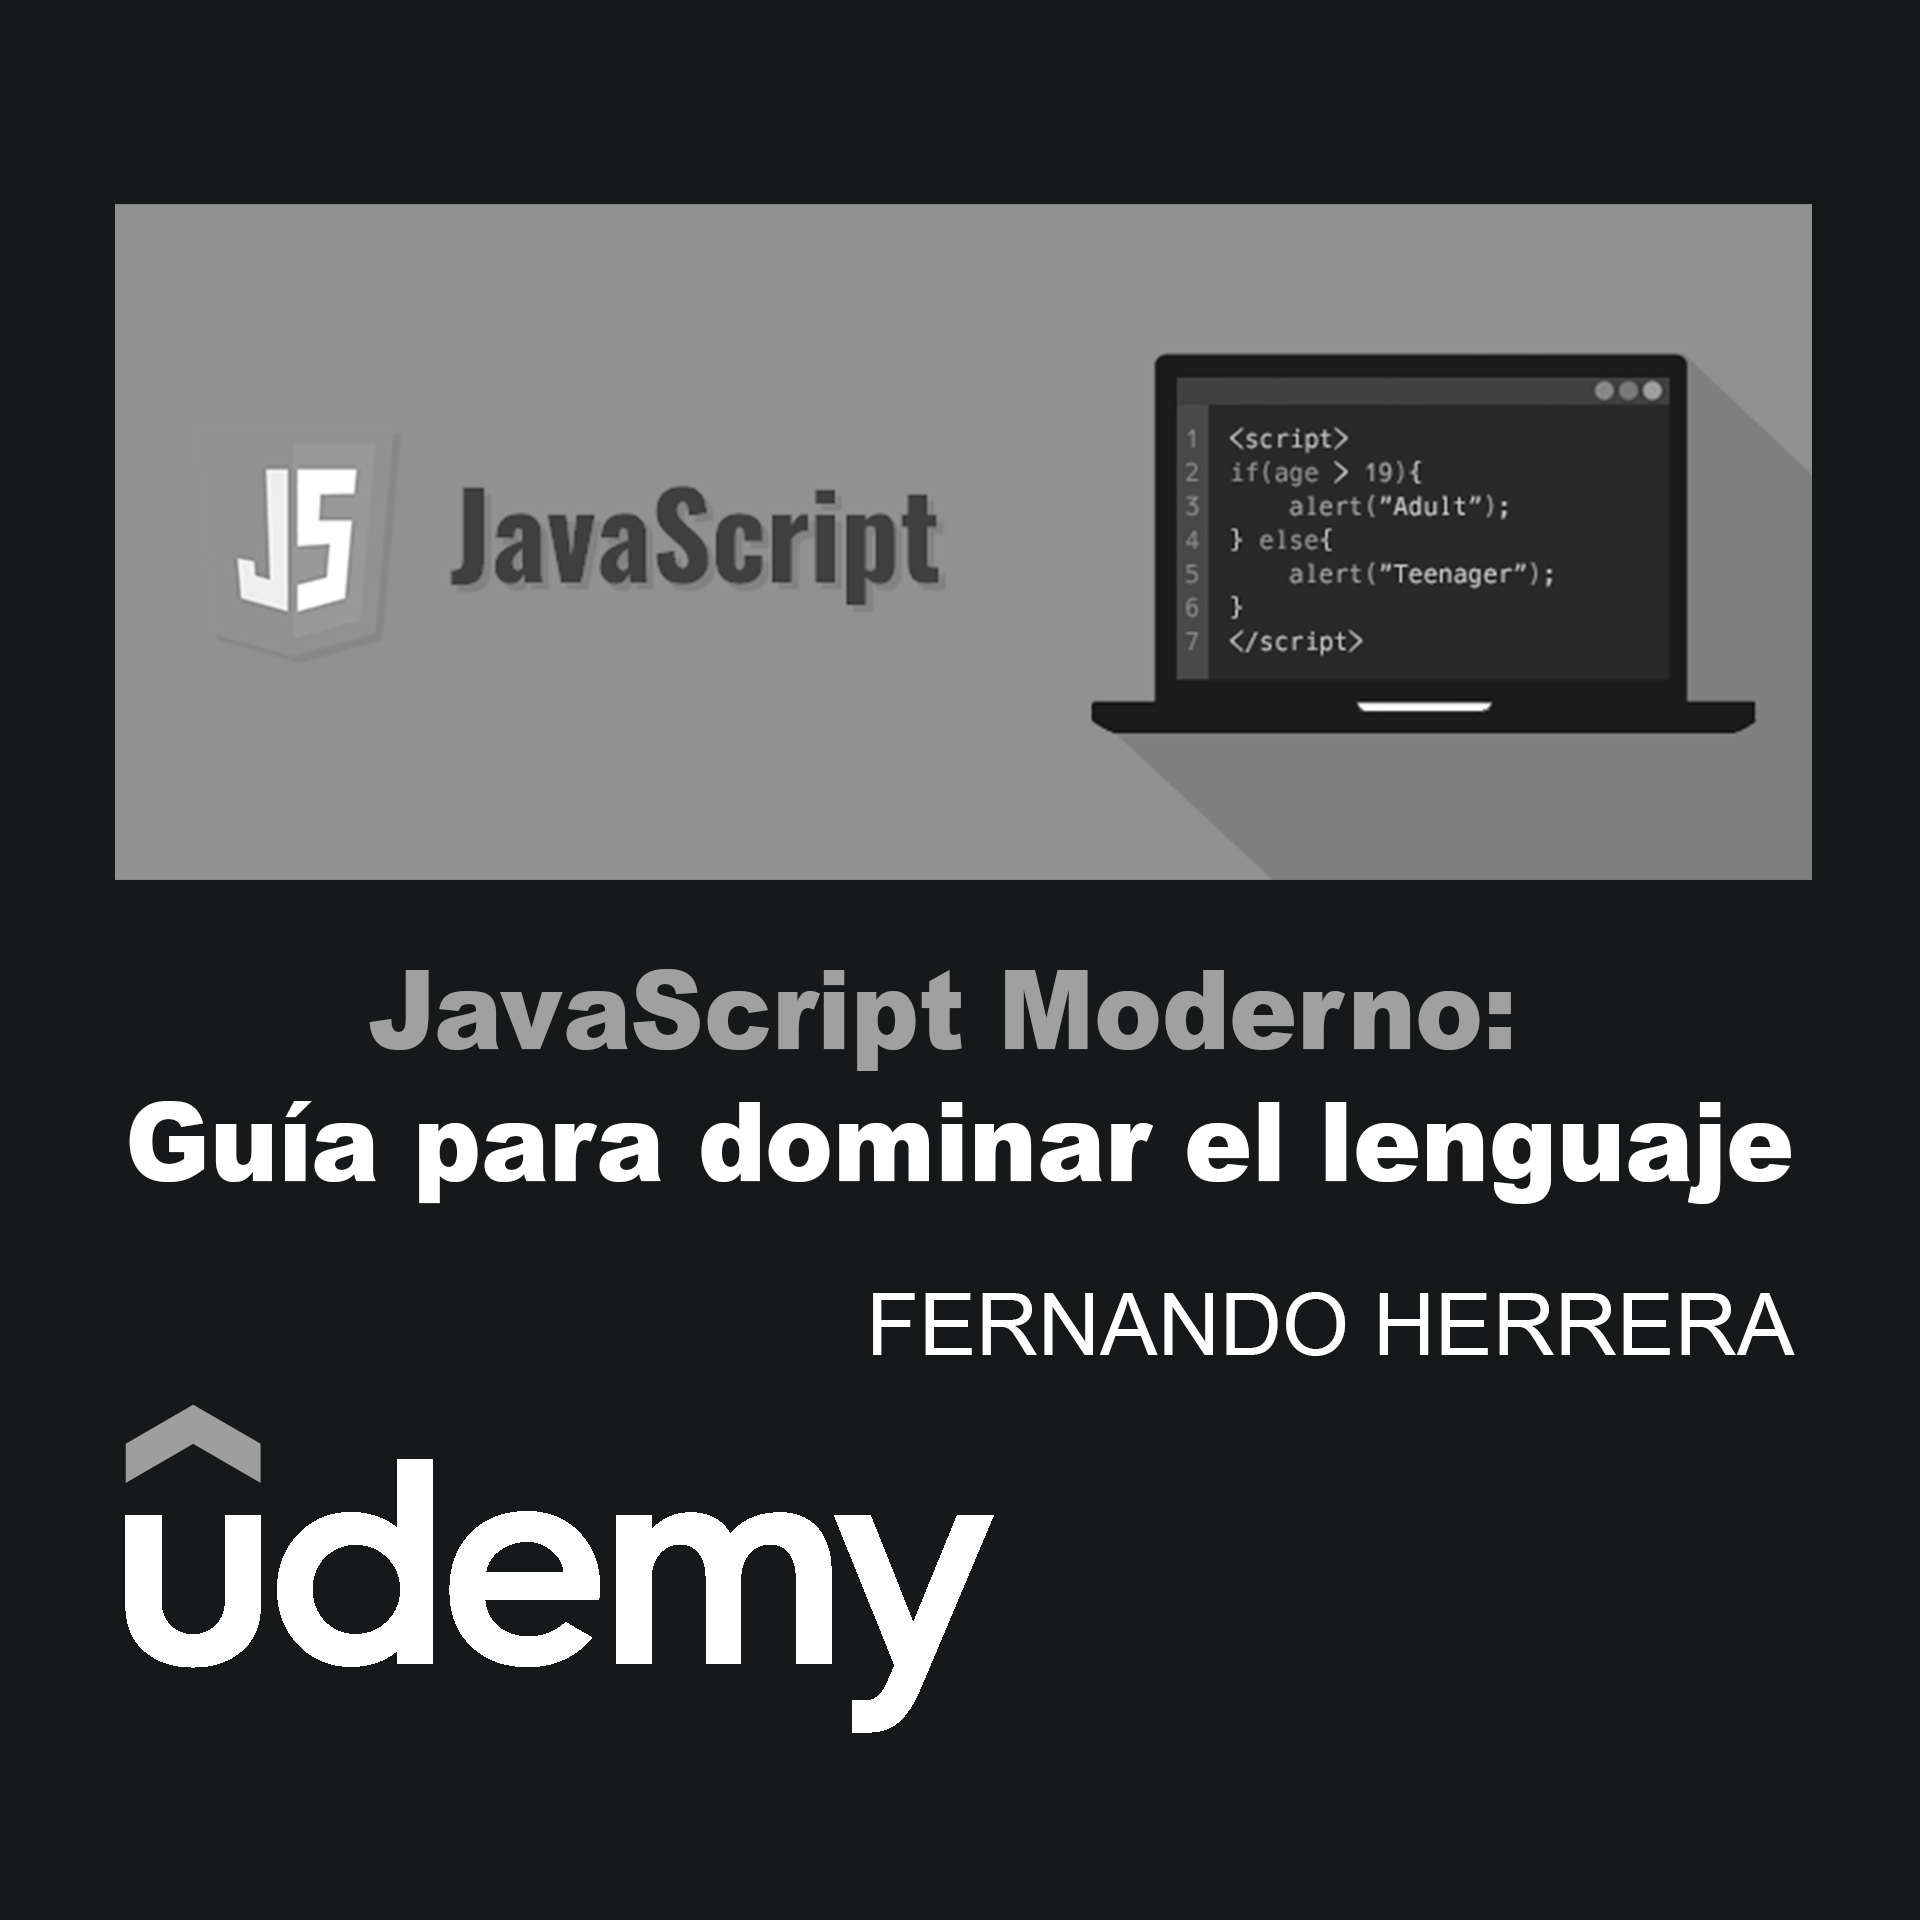 JS
JavaScript
1 <script>
2 if(age > 19){
3     alert("Adult");
4 } else{
5     alert("Teenager");
6 }
7 </script>
JavaScript Moderno:
Guía para dominar el lenguaje
FERNANDO HERRERA
udemy